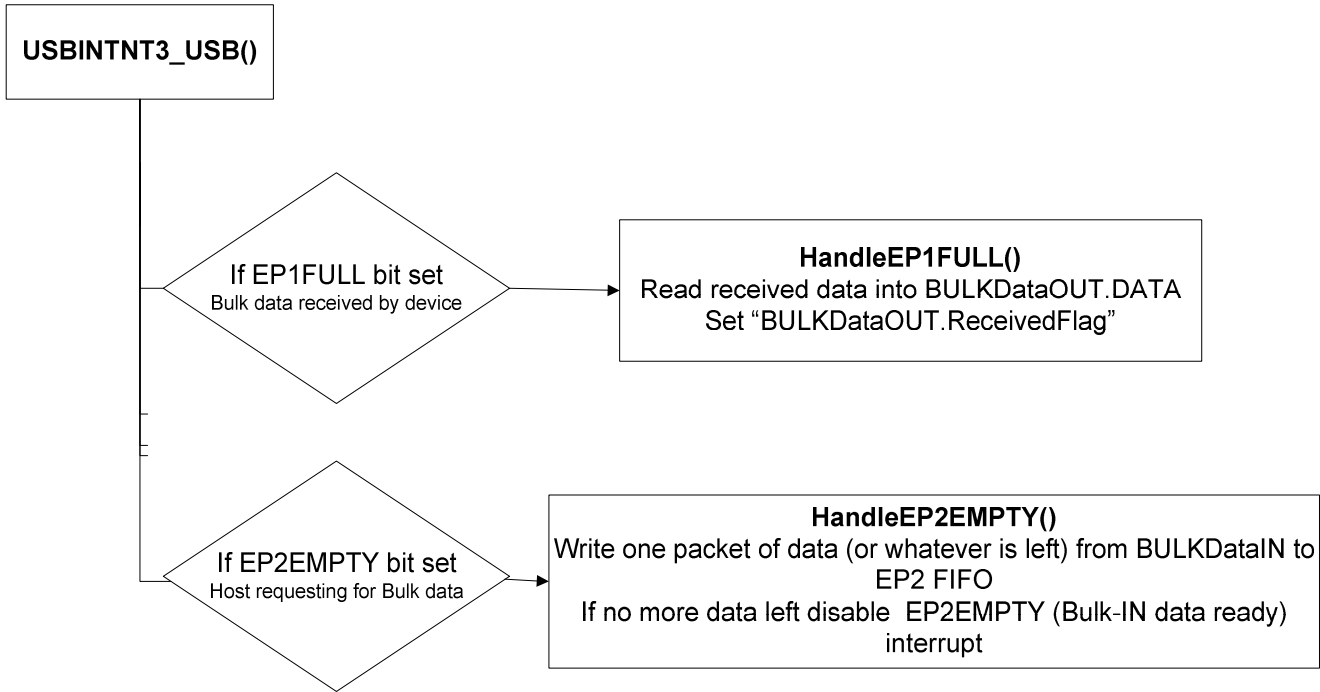 USBINTNT3_USB()
If EP1FULL bit set
Bulk data received by device
HandleEP1FULL()
Read received data into BULKDataOUT.DATA
Set “BULKDataOUT.ReceivedFlag”
If EP2EMPTY bit set
Host requesting for Bulk data
HandleEP2EMPTY()
Write one packet of data (or whatever is left) from BULKDataIN to
EP2 FIFO
If no more data left disable  EP2EMPTY (Bulk-IN data ready)
interrupt